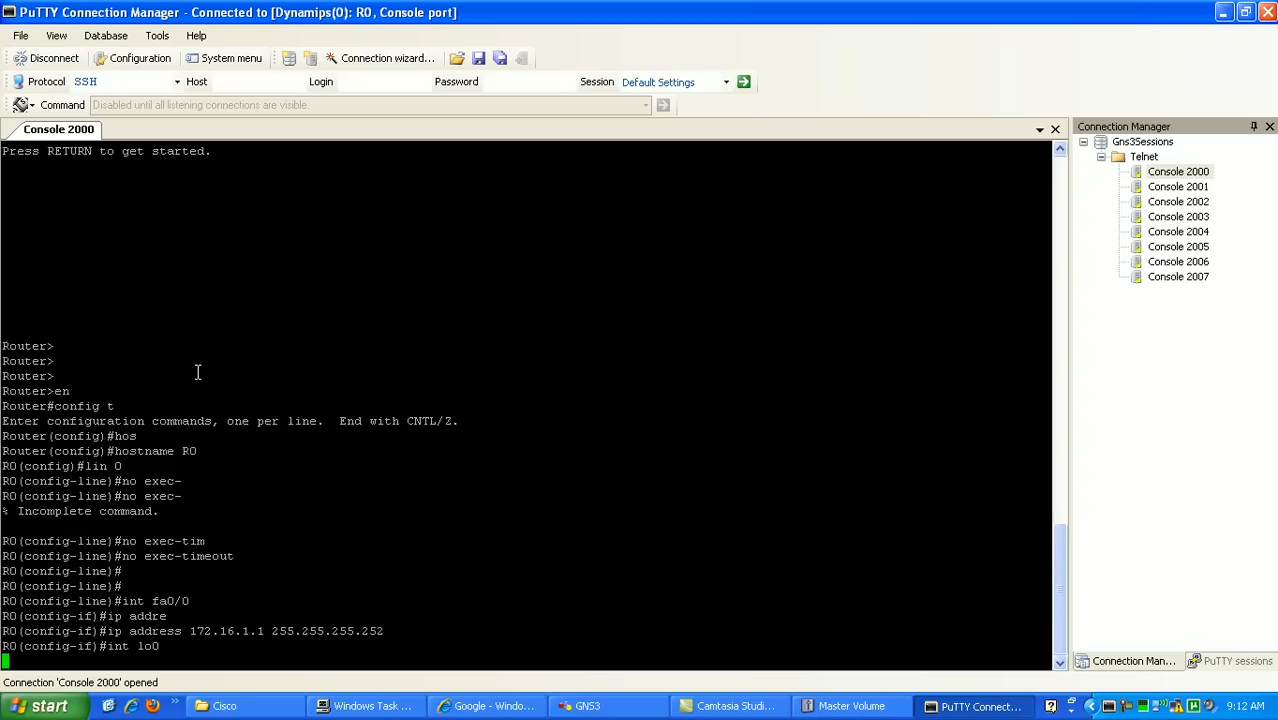 PuTTY Connection Manager - Connected to [Dynamips(0): R0, Console port]
File View Database Tools Help
Disconnect Configuration System menu Connection wizard...
Protocol SSH Host Login Password Session Default Settings
Command Disabled until all listening connections are visible.
Console 2000
Connection Manager
Gns3Sessions
Telnet
Console 2000
Console 2001
Console 2002
Console 2003
Console 2004
Console 2005
Console 2006
Console 2007
Press RETURN to get started.
Router>
Router>
Router>
Router>en
Router#config t
Enter configuration commands, one per line.  End with CNTL/Z.
Router(config)#hos
Router(config)#hostname R0
R0(config)#lin 0
R0(config-line)#no exec-
R0(config-line)#no exec-
% Incomplete command.
R0(config-line)#no exec-tim
R0(config-line)#no exec-timeout
R0(config-line)#
R0(config-line)#
R0(config-line)#int fa0/0
R0(config-if)#ip addre
R0(config-if)#ip address 172.16.1.1 255.255.255.252
R0(config-if)#int lo0
Connection Man... PuTTY sessions
Connection 'Console 2000' opened
start Cisco Windows Task ... Google - Windo... GNS3 Camtasia Studi... Master Volume PuTTY Connect... 9:12 AM